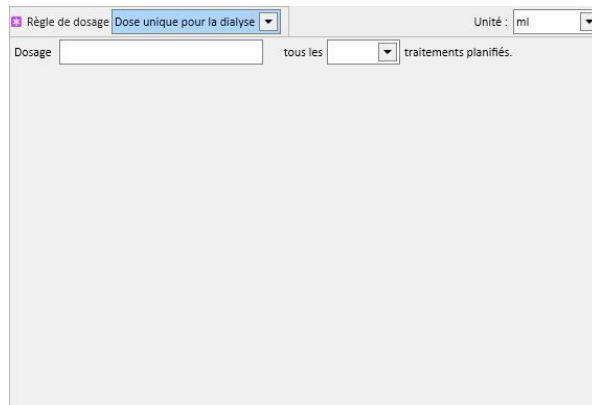 Règle de dosage Dose unique pour la dialyse Unité : ml
Dosage tous les traitements planifiés.